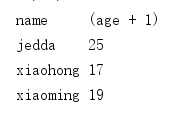 name (age + 1)
jedda 25
xiaohong 17
xiaoming 19